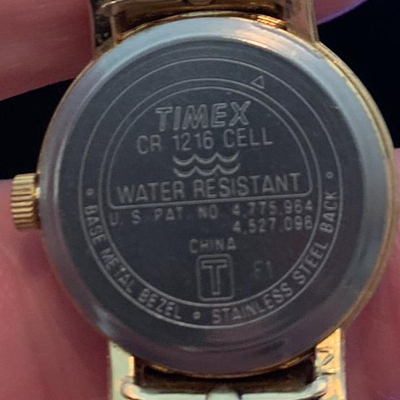 TIMEX
CR 1216 CELL
WATER RESISTANT
U. S. PAT. NO. 4,775,964
4,527,096
CHINA
T F1
• BASE METAL BEZEL • STAINLESS STEEL BACK •